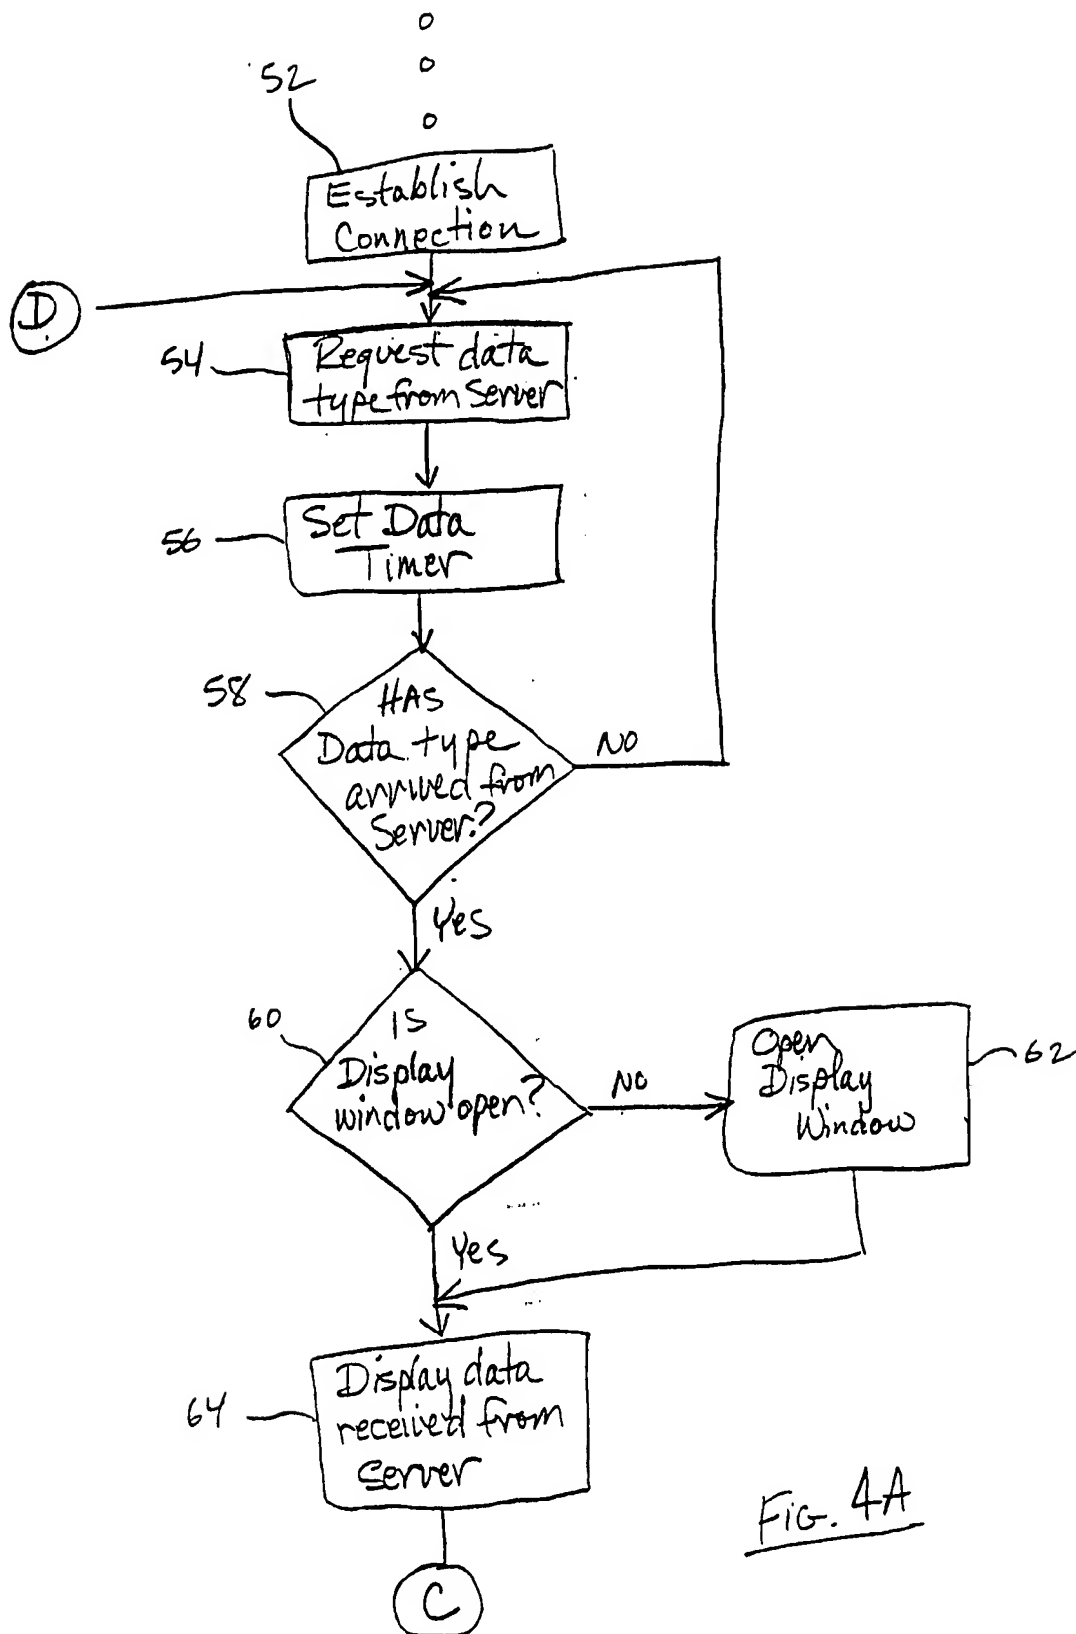 52
Establish
Connection
D
54
Request data
type from Server
56
Set Data
Timer
58
HAS
Data type
arrived from
Server?
NO
Yes
60
IS
Display
window open?
NO
Open
Display
Window
62
Yes
64
Display data
received from
Server
C
FIG. 4A